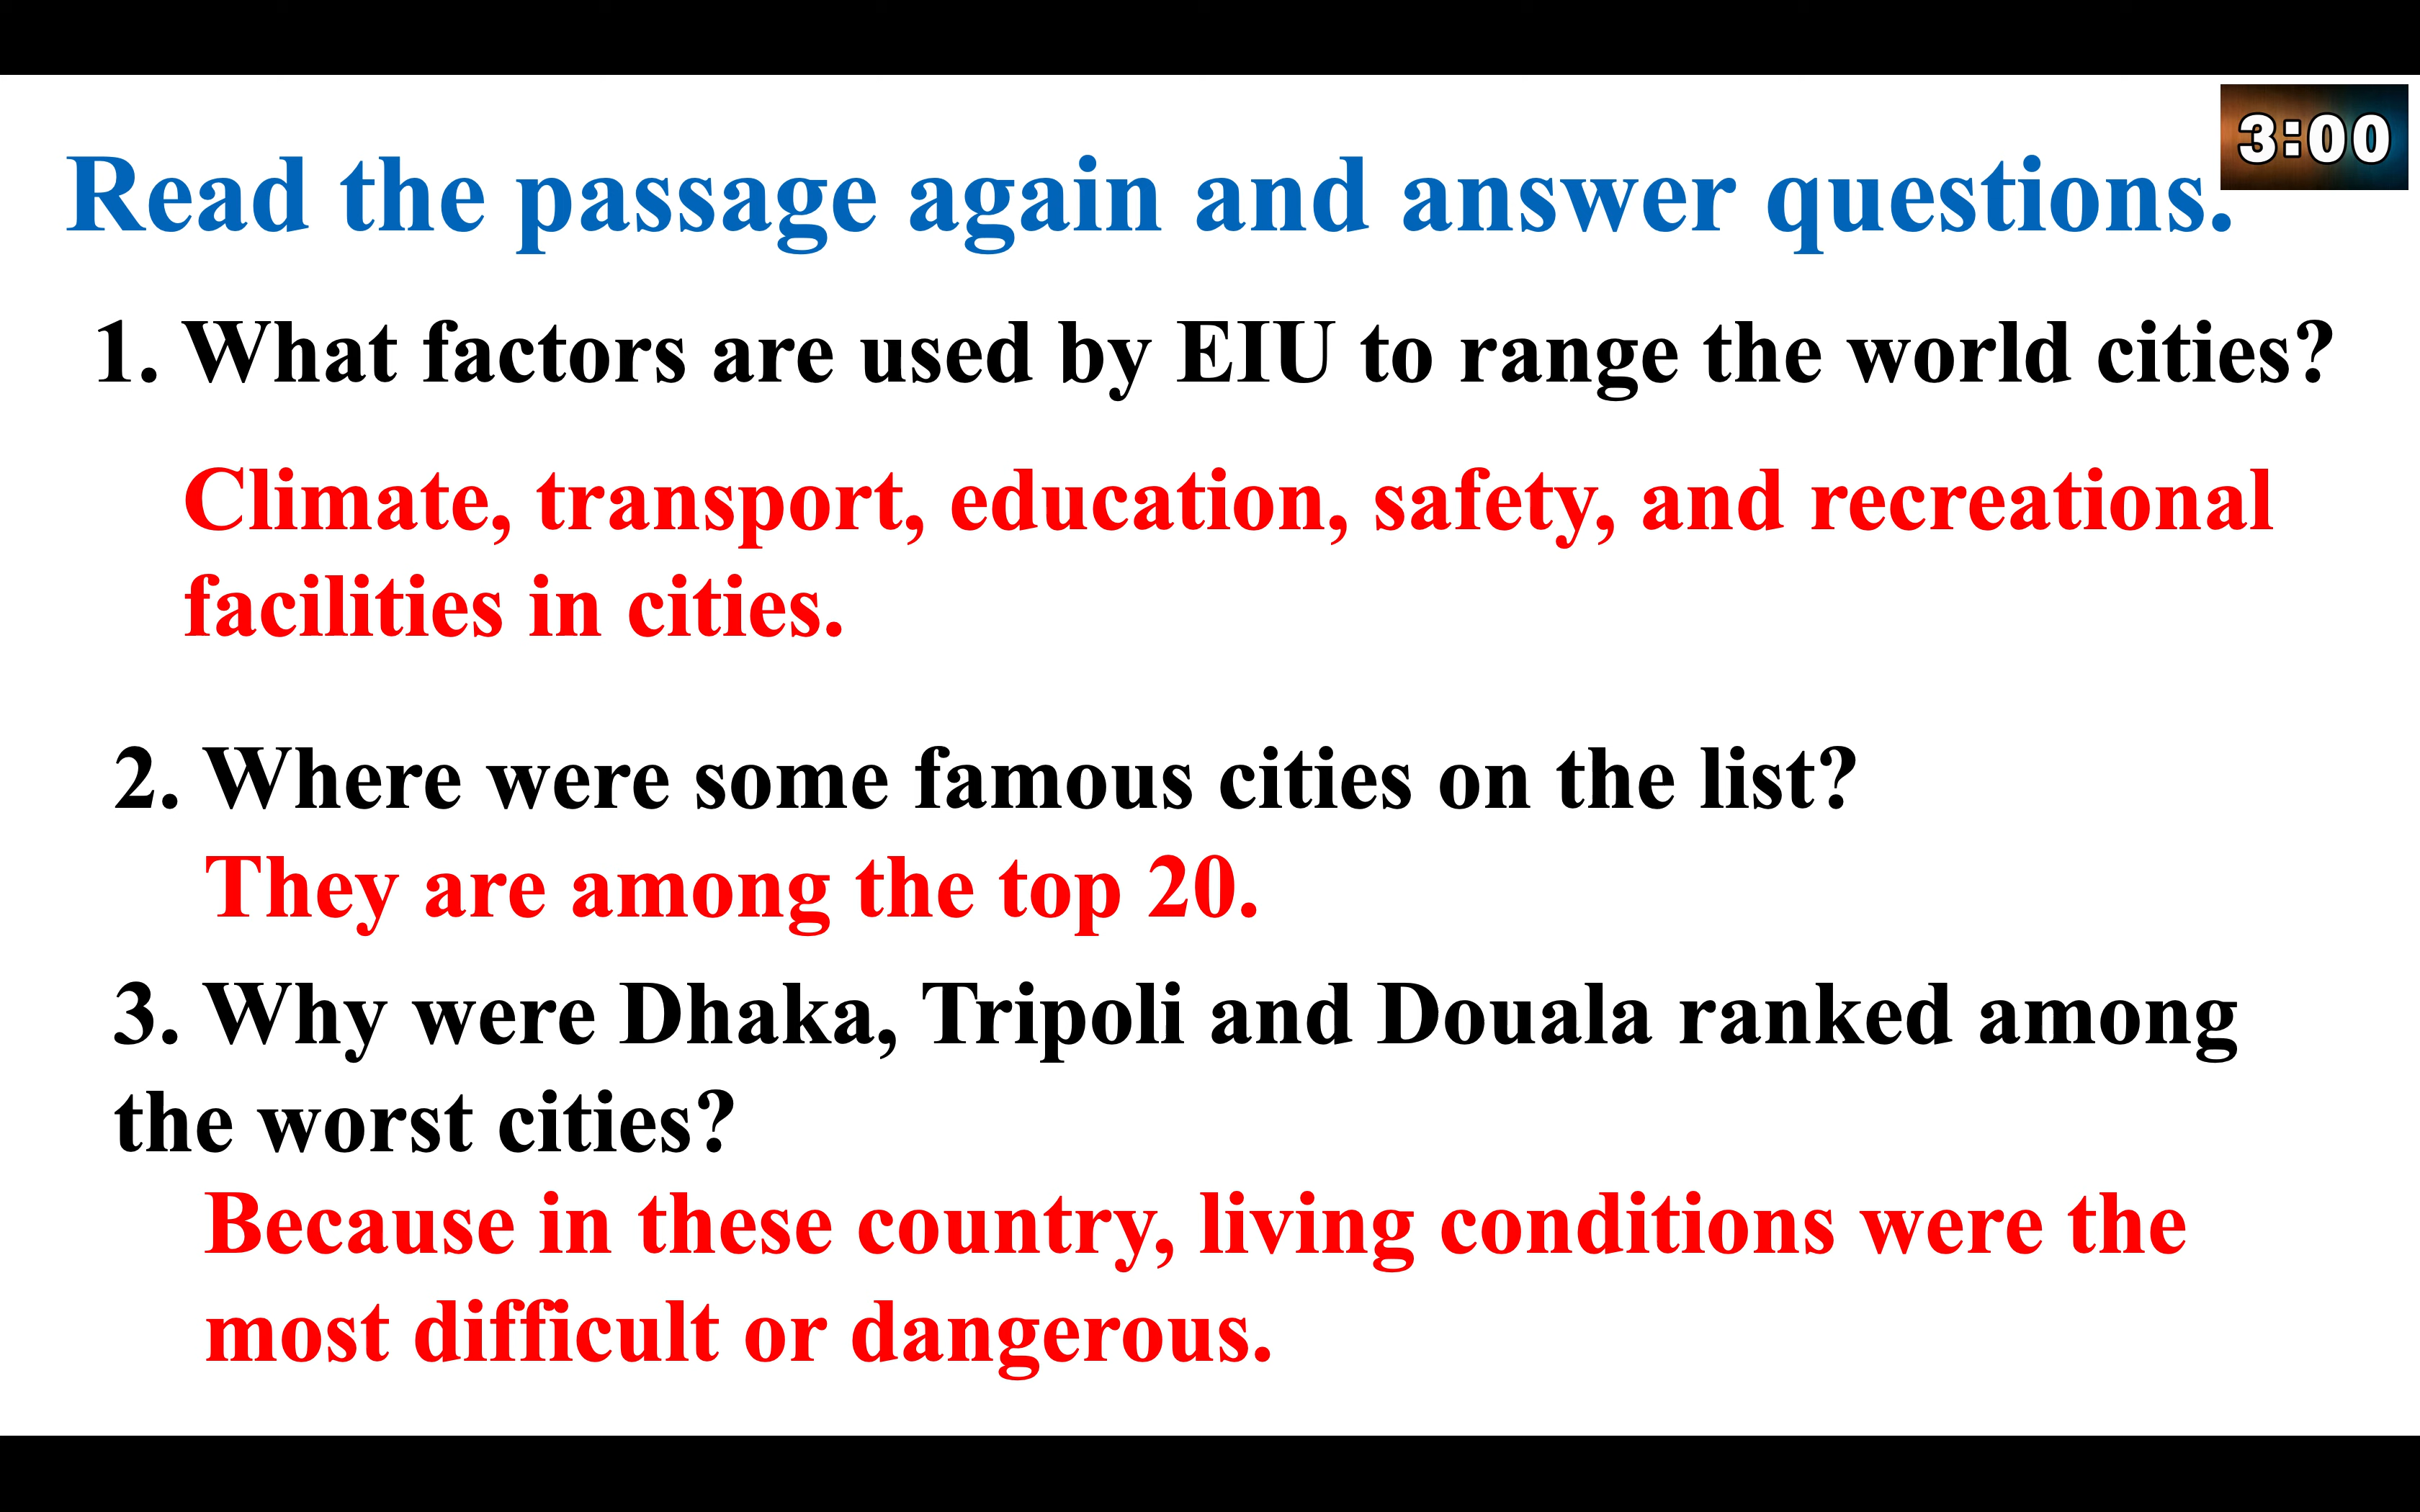 3:00
Read the passage again and answer questions.
1. What factors are used by EIU to range the world cities?
Climate, transport, education, safety, and recreational
facilities in cities.
2. Where were some famous cities on the list?
They are among the top 20.
3. Why were Dhaka, Tripoli and Douala ranked among
the worst cities?
Because in these country, living conditions were the
most difficult or dangerous.